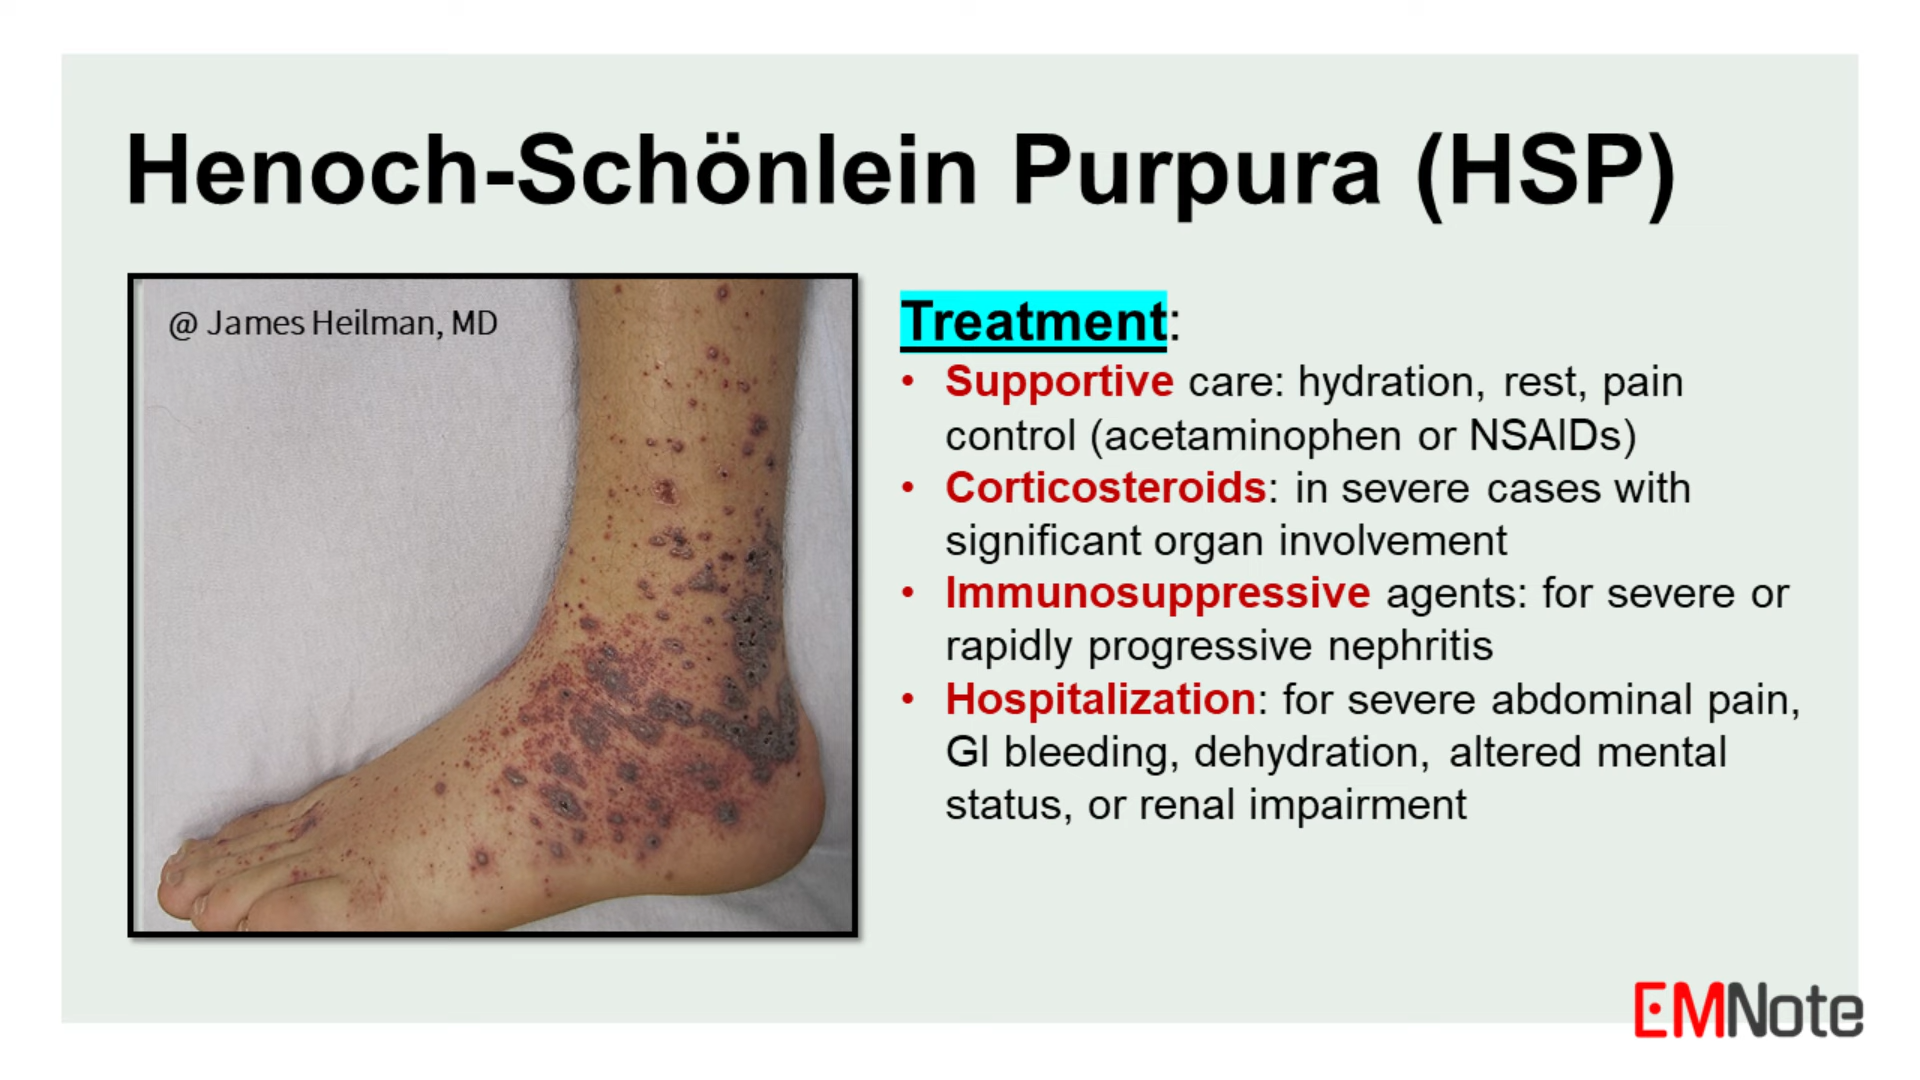 Henoch-Schönlein Purpura (HSP)
@ James Heilman, MD
Treatment:
• Supportive care: hydration, rest, pain
control (acetaminophen or NSAIDs)
• Corticosteroids: in severe cases with
significant organ involvement
• Immunosuppressive agents: for severe or
rapidly progressive nephritis
• Hospitalization: for severe abdominal pain,
GI bleeding, dehydration, altered mental
status, or renal impairment
EMNote